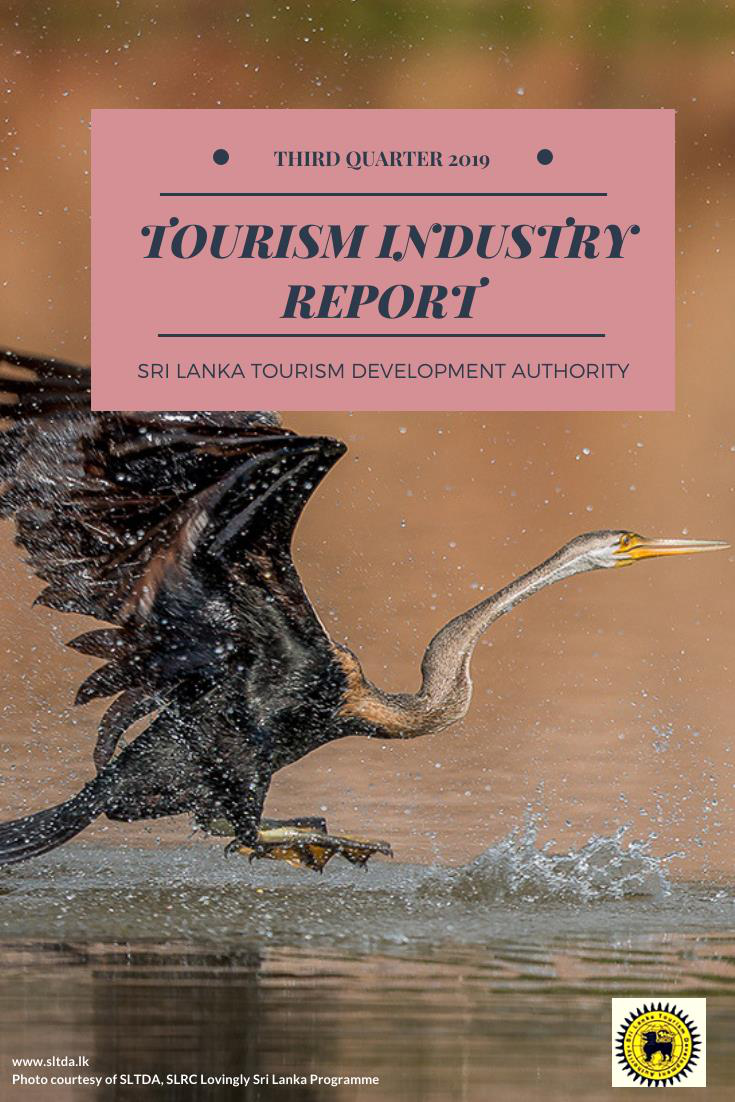 THIRD QUARTER 2019
TOURISM INDUSTRY
REPORT
SRI LANKA TOURISM DEVELOPMENT AUTHORITY
www.sltda.lk
Photo courtesy of SLTDA, SLRC Lovingly Sri Lanka Programme
Sri Lanka Tourism Development Authority